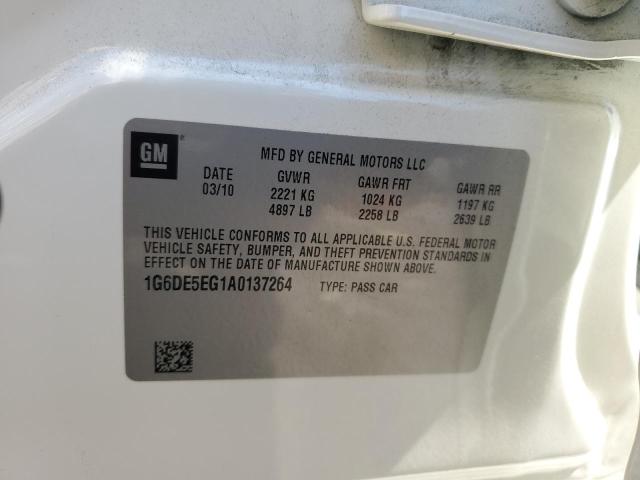 GM
MFD BY GENERAL MOTORS LLC
DATE GVWR GAWR FRT GAWR RR
03/10 2221 KG 1024 KG 1197 KG
4897 LB 2258 LB 2639 LB
THIS VEHICLE CONFORMS TO ALL APPLICABLE U.S. FEDERAL MOTOR
VEHICLE SAFETY, BUMPER, AND THEFT PREVENTION STANDARDS IN
EFFECT ON THE DATE OF MANUFACTURE SHOWN ABOVE.
1G6DE5EG1A0137264 TYPE: PASS CAR